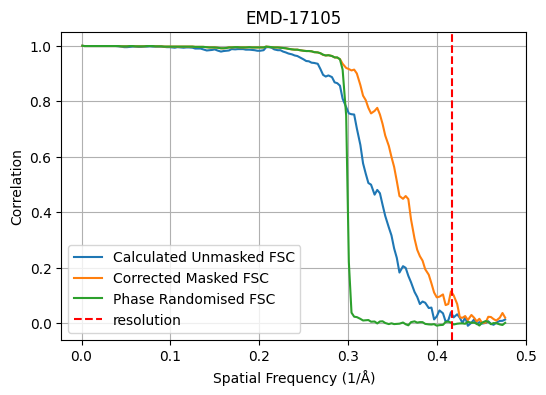 EMD-17105
1.0
0.8
0.6
0.4
0.2
0.0
Correlation
Calculated Unmasked FSC
Corrected Masked FSC
Phase Randomised FSC
resolution
0.0 0.1 0.2 0.3 0.4 0.5
Spatial Frequency (1/Å)